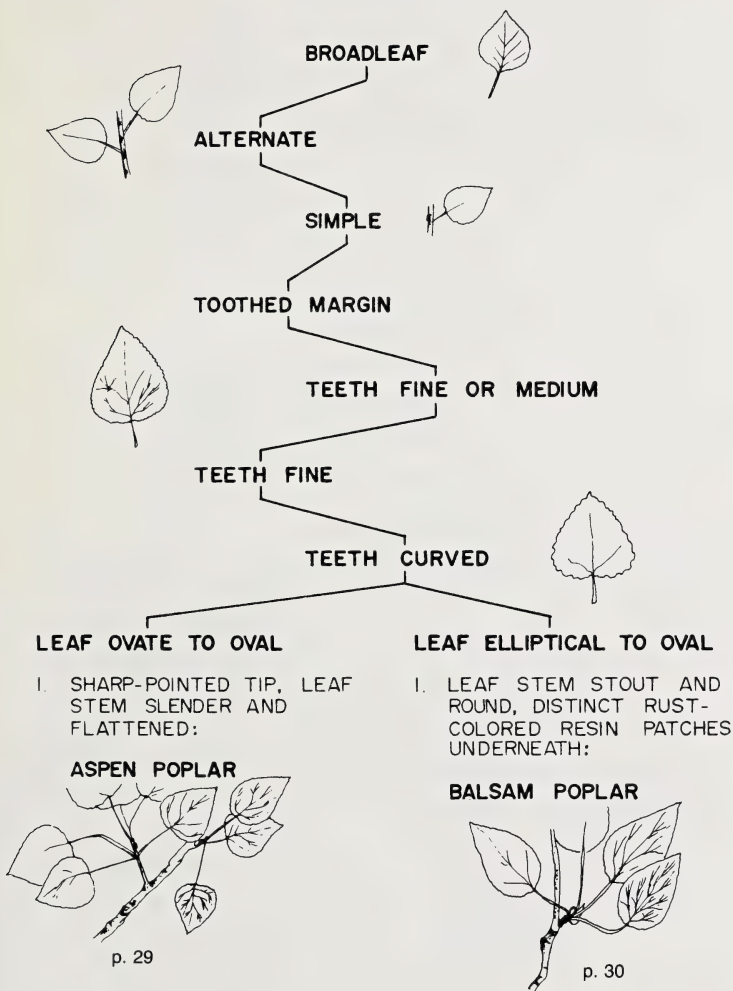 BROADLEAF
ALTERNATE
SIMPLE
TOOTHED MARGIN
TEETH FINE OR MEDIUM
TEETH FINE
TEETH CURVED
LEAF OVATE TO OVAL
I. SHARP-POINTED TIP, LEAF
STEM SLENDER AND
FLATTENED:
ASPEN POPLAR
p. 29
LEAF ELLIPTICAL TO OVAL
I. LEAF STEM STOUT AND
ROUND, DISTINCT RUST-
COLORED RESIN PATCHES
UNDERNEATH:
BALSAM POPLAR
p. 30